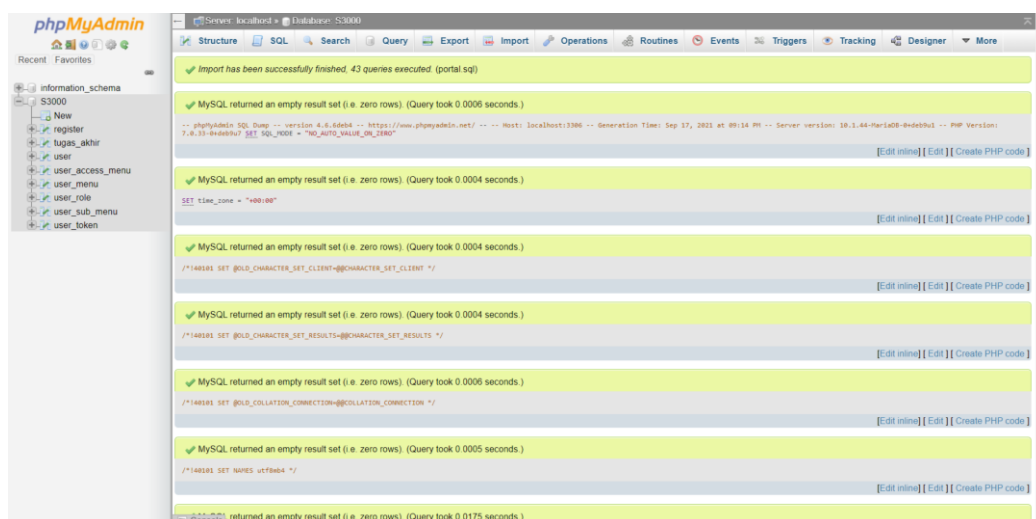 phpMyAdmin
Recent Favorites
information_schema
S3000
New
register
tugas_akhir
user
user_access_menu
user_menu
user_role
user_sub_menu
user_token
Server: localhost » Database: S3000
Structure SQL Search Query Export Import Operations Routines Events Triggers Tracking Designer More
Import has been successfully finished, 43 queries executed. (portal.sql)
MySQL returned an empty result set (i.e. zero rows). (Query took 0.0006 seconds.)
-- phpMyAdmin SQL Dump -- version 4.6.6deb4 -- https://www.phpmyadmin.net/ -- -- Host: localhost:3306 -- Generation Time: Sep 17, 2021 at 09:14 PM -- Server version: 10.1.44-MariaDB-0+deb9u1 -- PHP Version:
7.0.33-0+deb9u7 SET SQL_MODE = "NO_AUTO_VALUE_ON_ZERO"
[Edit inline] [ Edit ] [ Create PHP code ]
MySQL returned an empty result set (i.e. zero rows). (Query took 0.0004 seconds.)
SET time_zone = "+00:00"
[Edit inline] [ Edit ] [ Create PHP code ]
MySQL returned an empty result set (i.e. zero rows). (Query took 0.0004 seconds.)
/*!40101 SET @OLD_CHARACTER_SET_CLIENT=@@CHARACTER_SET_CLIENT */
[Edit inline] [ Edit ] [ Create PHP code ]
MySQL returned an empty result set (i.e. zero rows). (Query took 0.0004 seconds.)
/*!40101 SET @OLD_CHARACTER_SET_RESULTS=@@CHARACTER_SET_RESULTS */
[Edit inline] [ Edit ] [ Create PHP code ]
MySQL returned an empty result set (i.e. zero rows). (Query took 0.0006 seconds.)
/*!40101 SET @OLD_COLLATION_CONNECTION=@@COLLATION_CONNECTION */
[Edit inline] [ Edit ] [ Create PHP code ]
MySQL returned an empty result set (i.e. zero rows). (Query took 0.0005 seconds.)
/*!40101 SET NAMES utf8mb4 */
[Edit inline] [ Edit ] [ Create PHP code ]
returned an empty result set (i.e. zero rows). (Query took 0.0175 seconds.)